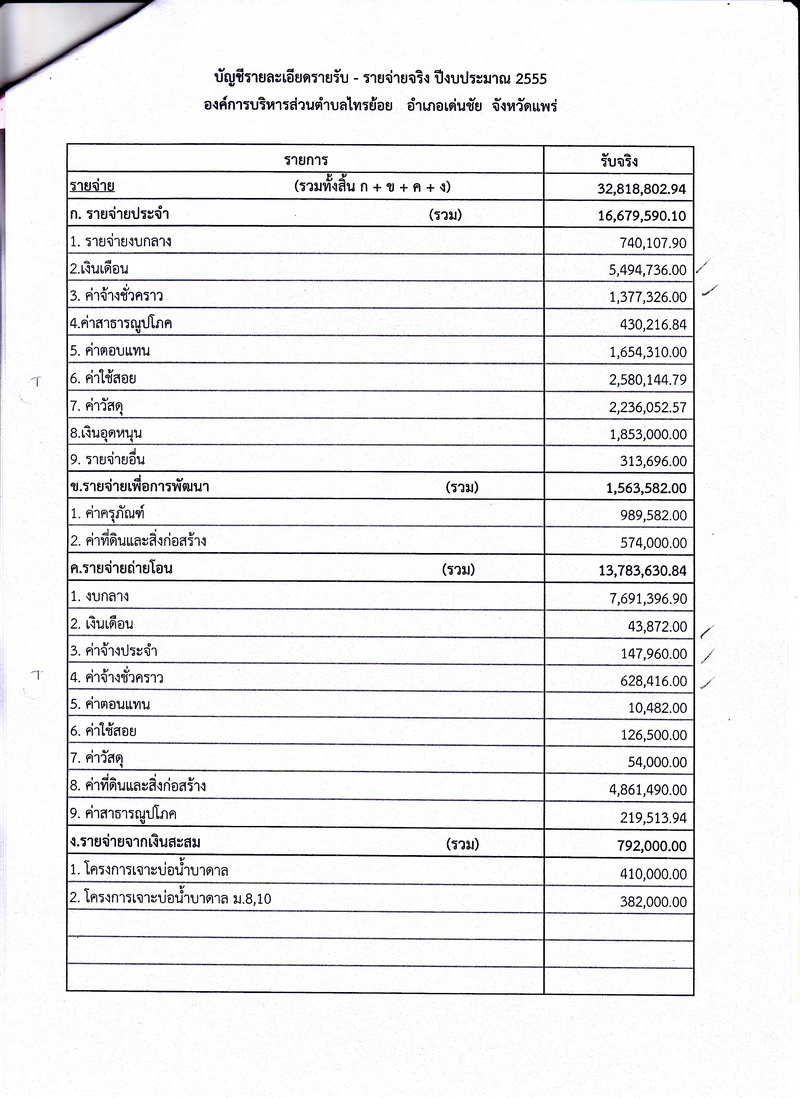 บัญชีรายละเอียดรายรับ - รายจ่ายจริง ปีงบประมาณ 2555
องค์การบริหารส่วนตำบลไทรย้อย อำเภอเด่นชัย จังหวัดแพร่
รายการ รับจริง
รายจ่าย (รวมทั้งสิ้น ก + ข + ค + ง) 32,818,802.94
ก. รายจ่ายประจำ (รวม) 16,679,590.10
1. รายจ่ายงบกลาง 740,107.90
2.เงินเดือน 5,494,736.00
3. ค่าจ้างชั่วคราว 1,377,326.00
4.ค่าสาธารณูปโภค 430,216.84
5. ค่าตอบแทน 1,654,310.00
6. ค่าใช้สอย 2,580,144.79
7. ค่าวัสดุ 2,236,052.57
8.เงินอุดหนุน 1,853,000.00
9. รายจ่ายอื่น 313,696.00
ข.รายจ่ายเพื่อการพัฒนา (รวม) 1,563,582.00
1. ค่าครุภัณฑ์ 989,582.00
2. ค่าที่ดินและสิ่งก่อสร้าง 574,000.00
ค.รายจ่ายถ่ายโอน (รวม) 13,783,630.84
1. งบกลาง 7,691,396.90
2. เงินเดือน 43,872.00
3. ค่าจ้างประจำ 147,960.00
4. ค่าจ้างชั่วคราว 628,416.00
5. ค่าตอนแทน 10,482.00
6. ค่าใช้สอย 126,500.00
7. ค่าวัสดุ 54,000.00
8. ค่าที่ดินและสิ่งก่อสร้าง 4,861,490.00
9. ค่าสาธารณูปโภค 219,513.94
ง.รายจ่ายจากเงินสะสม (รวม) 792,000.00
1. โครงการเจาะบ่อน้ำบาดาล 410,000.00
2. โครงการเจาะบ่อน้ำบาดาล ม.8,10 382,000.00